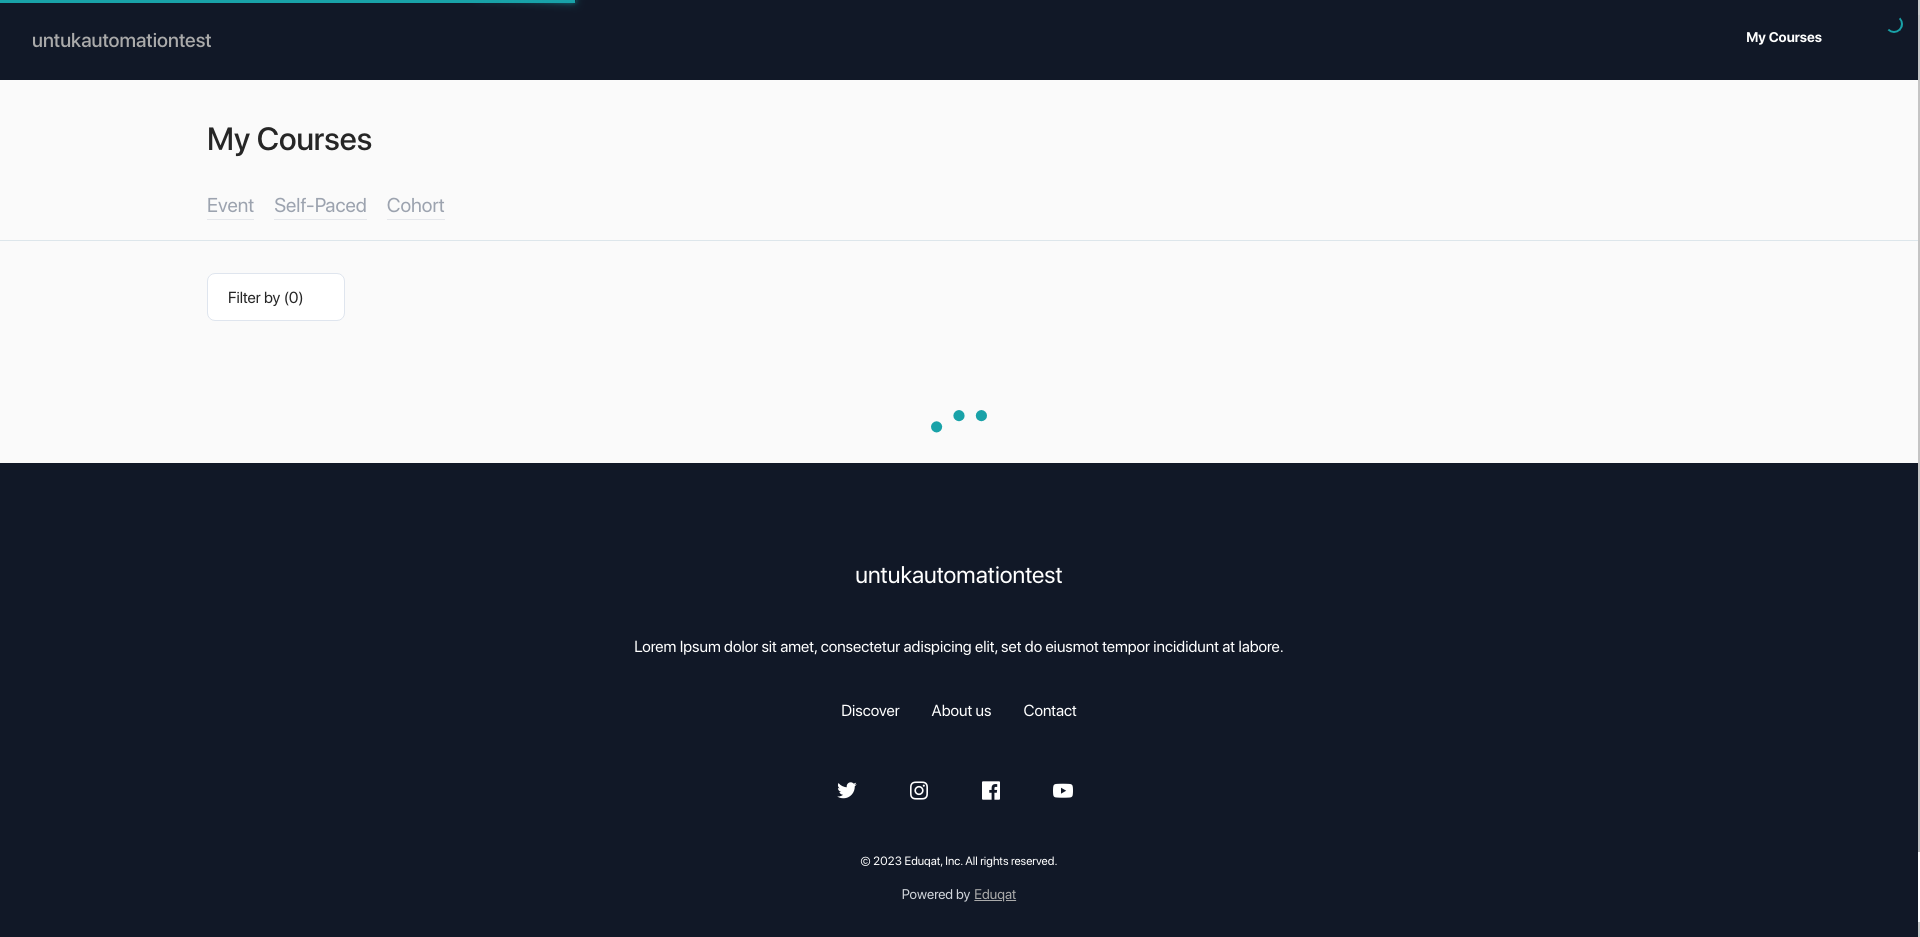 untukautomationtest
My Courses
My Courses
Event Self-Paced Cohort
Filter by (0)
untukautomationtest
Lorem Ipsum dolor sit amet, consectetur adispicing elit, set do eiusmot tempor incididunt at labore.
Discover About us Contact
© 2023 Eduqat, Inc. All rights reserved.
Powered by Eduqat